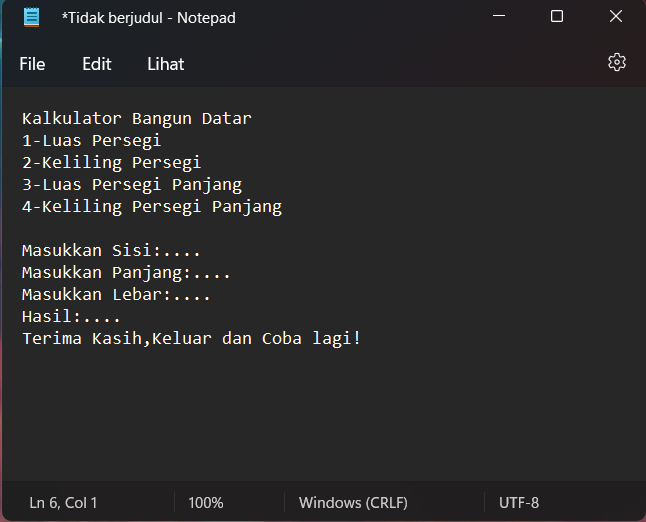 *Tidak berjudul - Notepad
File Edit Lihat
Kalkulator Bangun Datar
1-Luas Persegi
2-Keliling Persegi
3-Luas Persegi Panjang
4-Keliling Persegi Panjang
Masukkan Sisi:....
Masukkan Panjang:....
Masukkan Lebar:....
Hasil:....
Terima Kasih,Keluar dan Coba lagi!
Ln 6, Col 1 100% Windows (CRLF) UTF-8